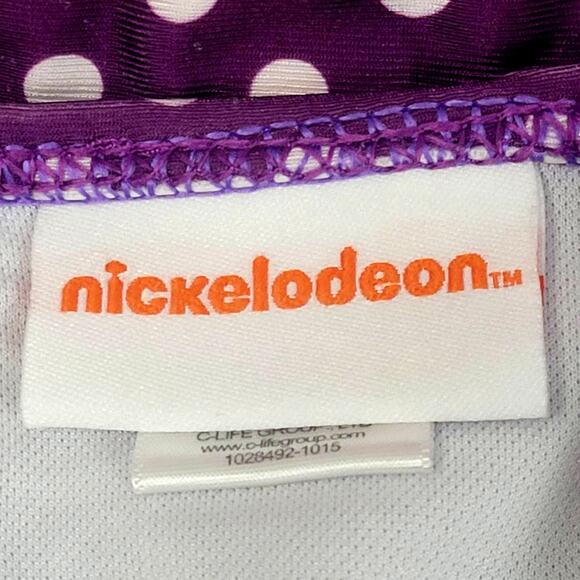 nickelodeon™
C-LIFE GROUP, LTD
www.c-lifegroup.com
1028492-1015